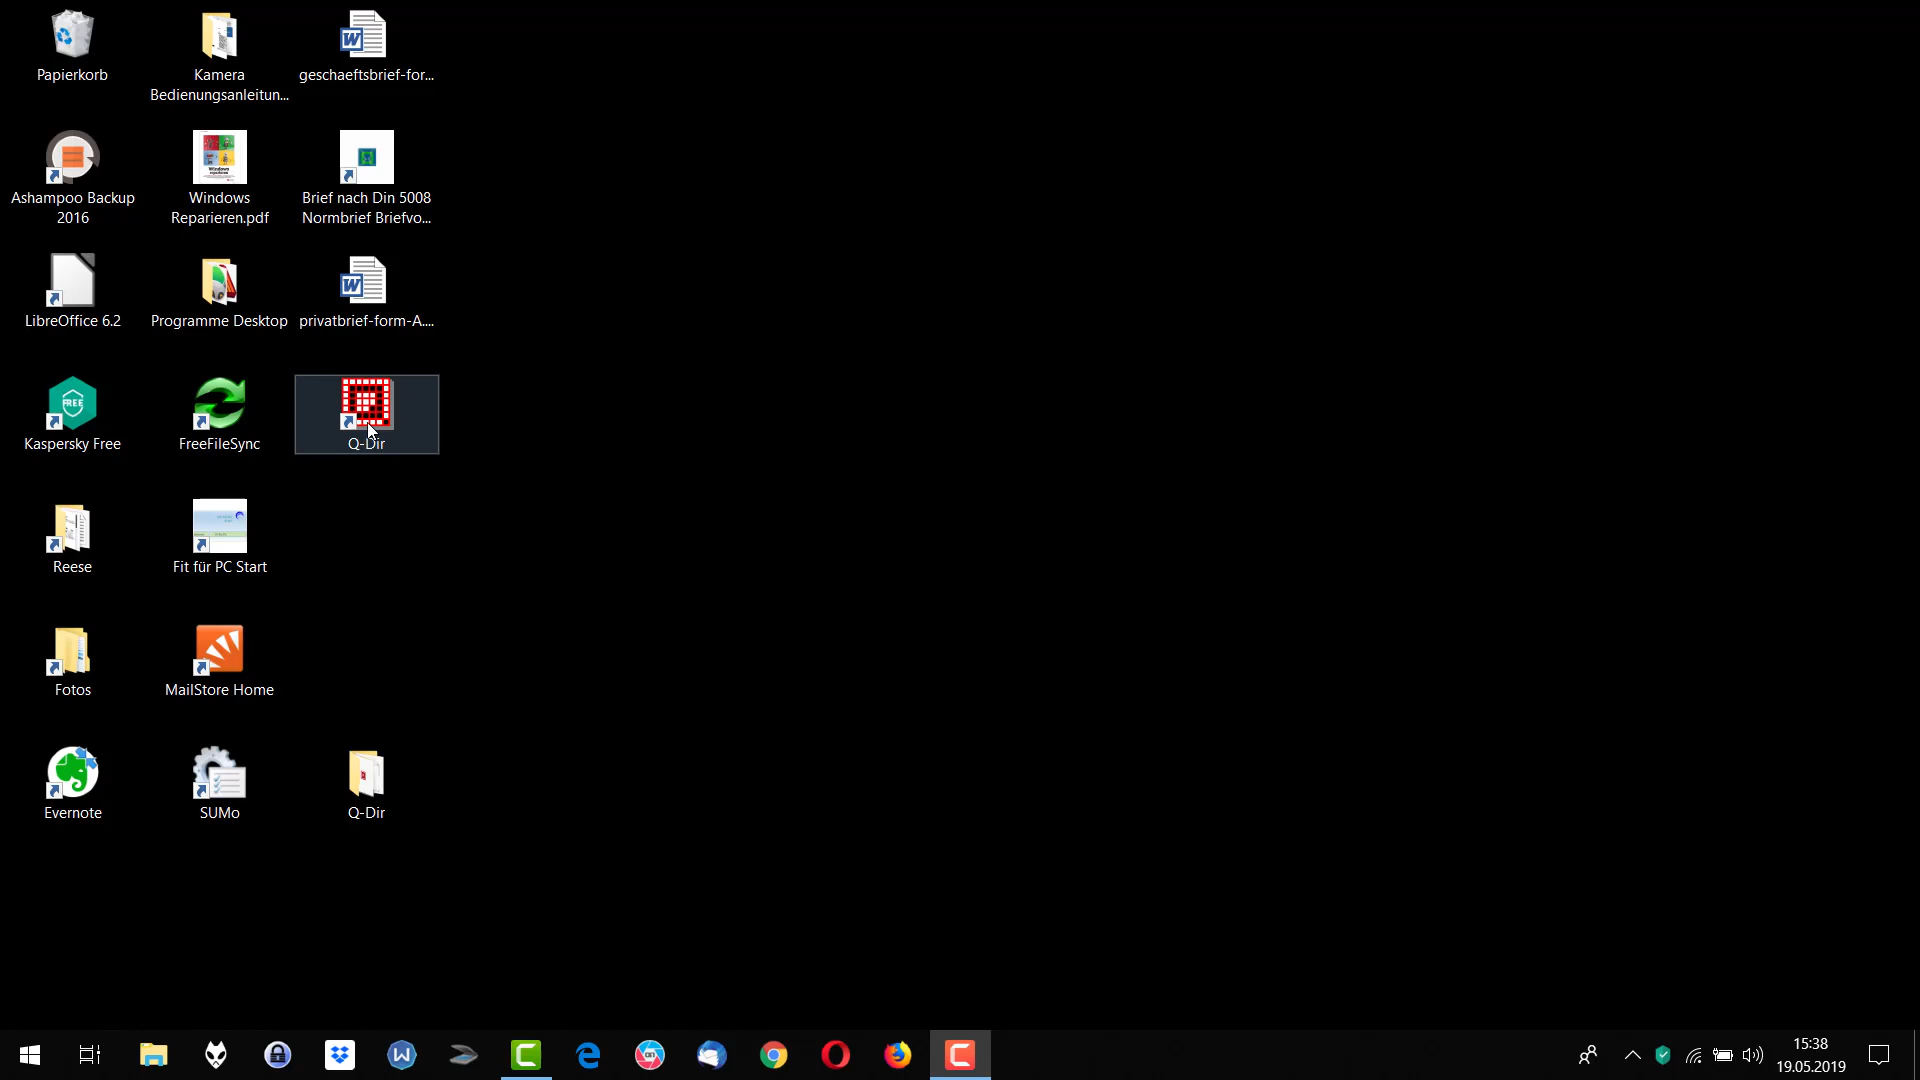 Papierkorb
Kamera
Bedienungsanleitun...
geschaeftsbrief-for...
Ashampoo Backup
2016
Windows
Reparieren.pdf
Brief nach Din 5008
Normbrief Briefvo...
LibreOffice 6.2
Programme Desktop
privatbrief-form-A....
FREE
Kaspersky Free
FreeFileSync
Q-Dir
Reese
Fit für PC Start
Fotos
MailStore Home
Evernote
SUMo
Q-Dir
15:38
19.05.2019